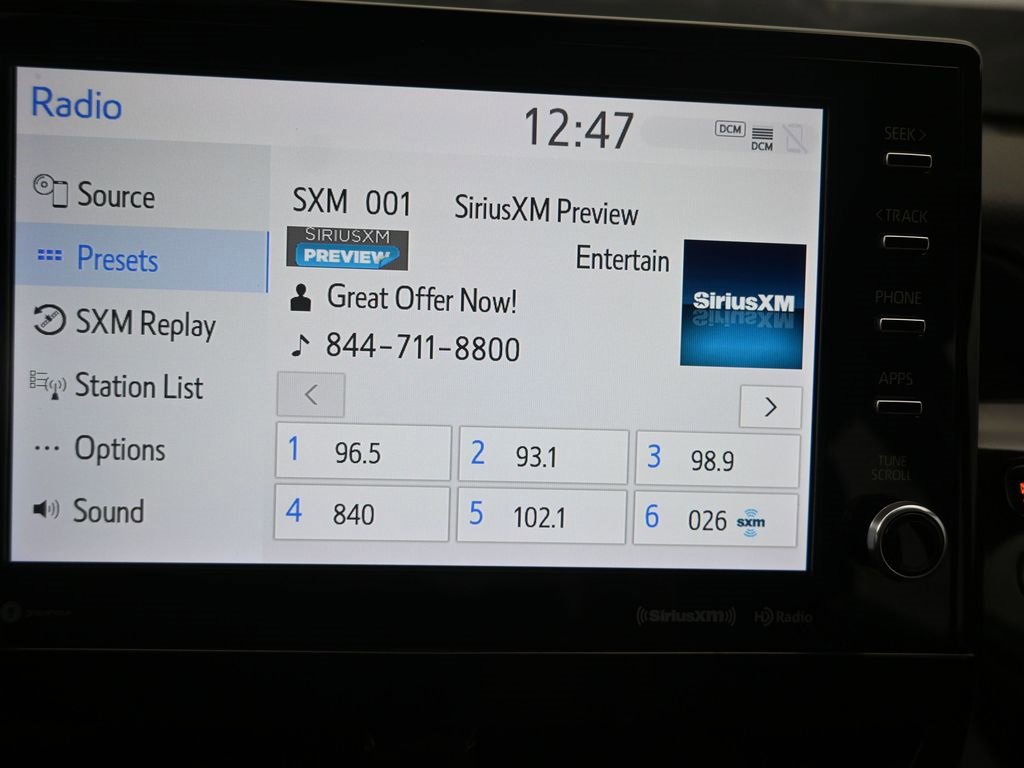 Radio
12:47
DCM
DCM
Source
Presets
SXM Replay
Station List
Options
Sound
SXM 001
SiriusXM Preview
SIRIUSXM
PREVIEW
Entertain
SiriusXM
Great Offer Now!
844-711-8800
<
>
1 96.5
2 93.1
3 98.9
4 840
5 102.1
6 026 sxm
SEEK>
<TRACK
PHONE
APPS
TUNE
SCROLL
((SiriusXM))
HD Radio